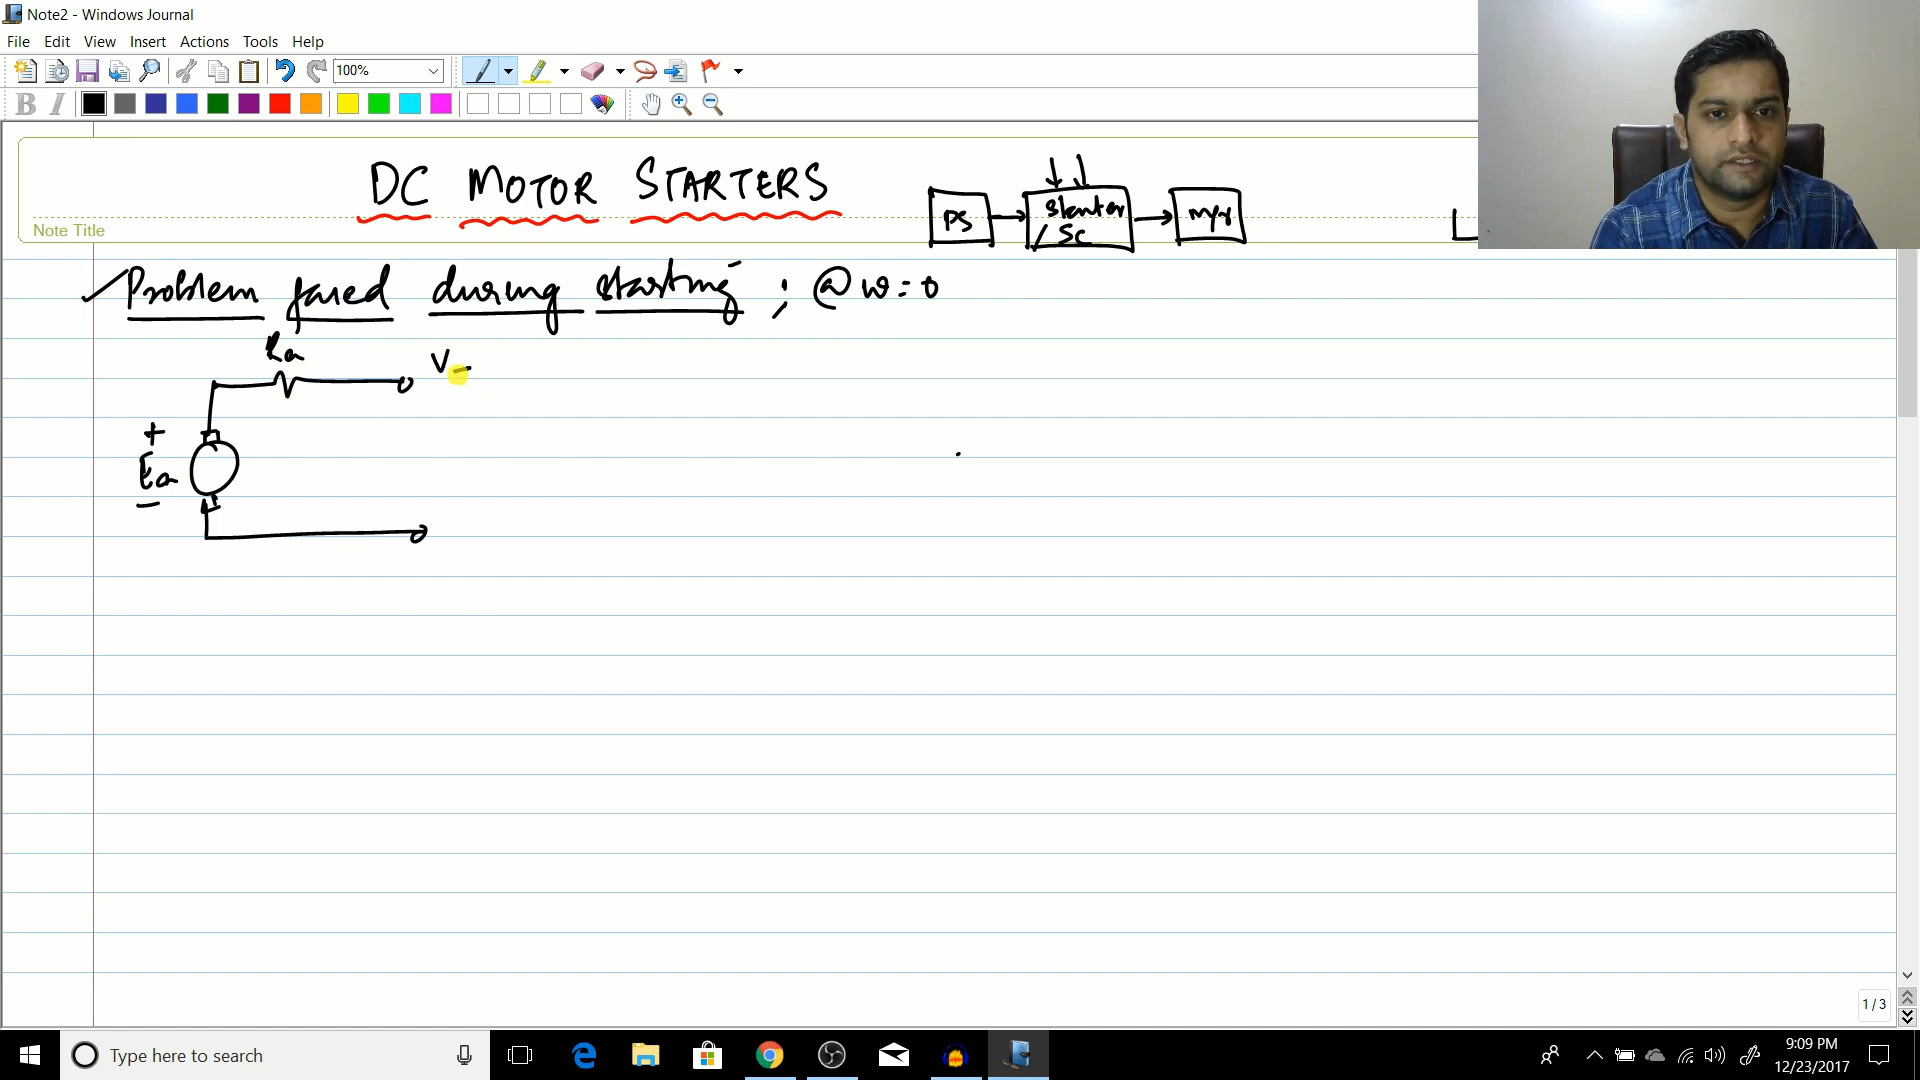 Note2 - Windows Journal
File Edit View Insert Actions Tools Help
100%
B I
DC MOTOR STARTERS
PS
Starter
/ SC
M/r
Note Title
Problem faced during starting ; @ w = 0
Ra
V
+
Ea
-
1 / 3
Type here to search
9:09 PM
12/23/2017